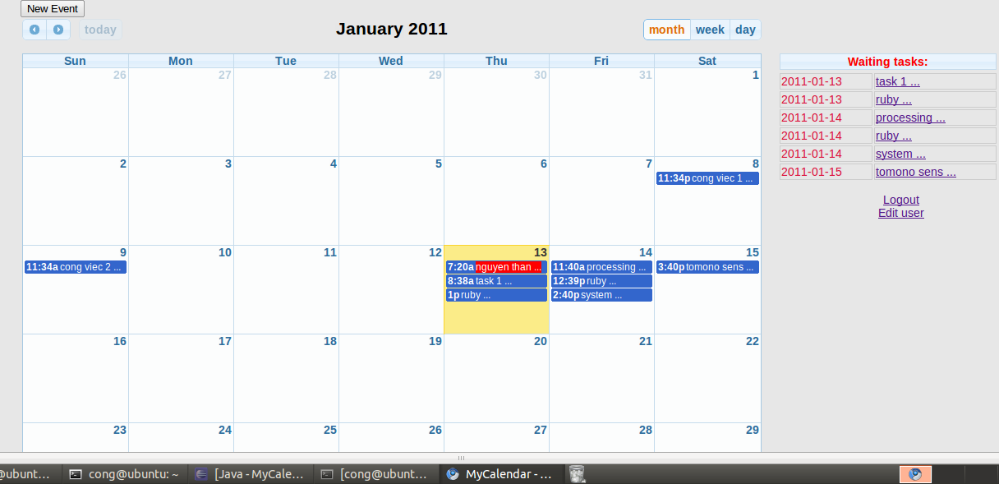 New Event
today
January 2011
month week day
Sun Mon Tue Wed Thu Fri Sat
26 27 28 29 30 31 1
2 3 4 5 6 7 8
11:34p cong viec 1 ...
9 10 11 12 13 14 15
11:34a cong viec 2 ...
7:20a nguyen than ...
8:38a task 1 ...
1p ruby ...
11:40a processing ...
12:39p ruby ...
2:40p system ...
3:40p tomono sens ...
16 17 18 19 20 21 22
23 24 25 26 27 28 29
Waiting tasks:
2011-01-13 task 1 ...
2011-01-13 ruby ...
2011-01-14 processing ...
2011-01-14 ruby ...
2011-01-14 system ...
2011-01-15 tomono sens ...
Logout
Edit user
@ubunt... cong@ubuntu: ~ [Java - MyCale... [cong@ubunt... MyCalendar - ...